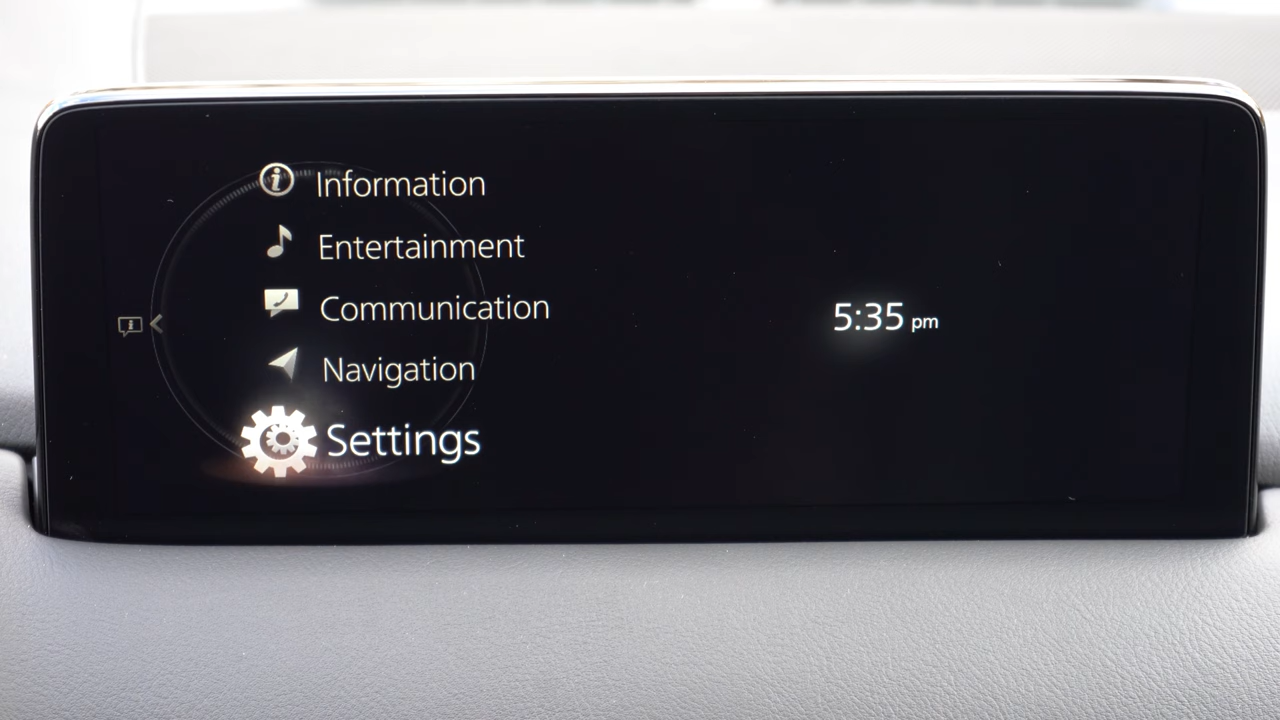 Information
Entertainment
Communication
Navigation
Settings
5:35 pm